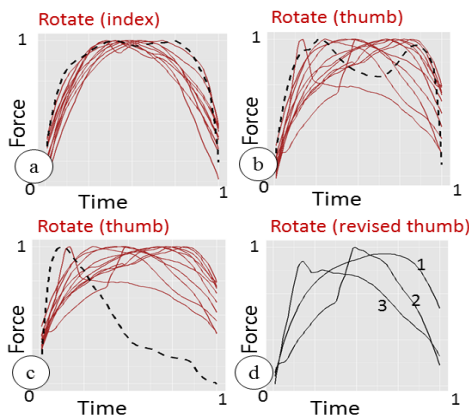 Rotate (index)
1
Force
a
0
Time
1
Rotate (thumb)
1
Force
b
0
Time
1
Rotate (thumb)
1
Force
c
0
Time
1
Rotate (revised thumb)
1
Force
1
2
3
d
0
Time
1